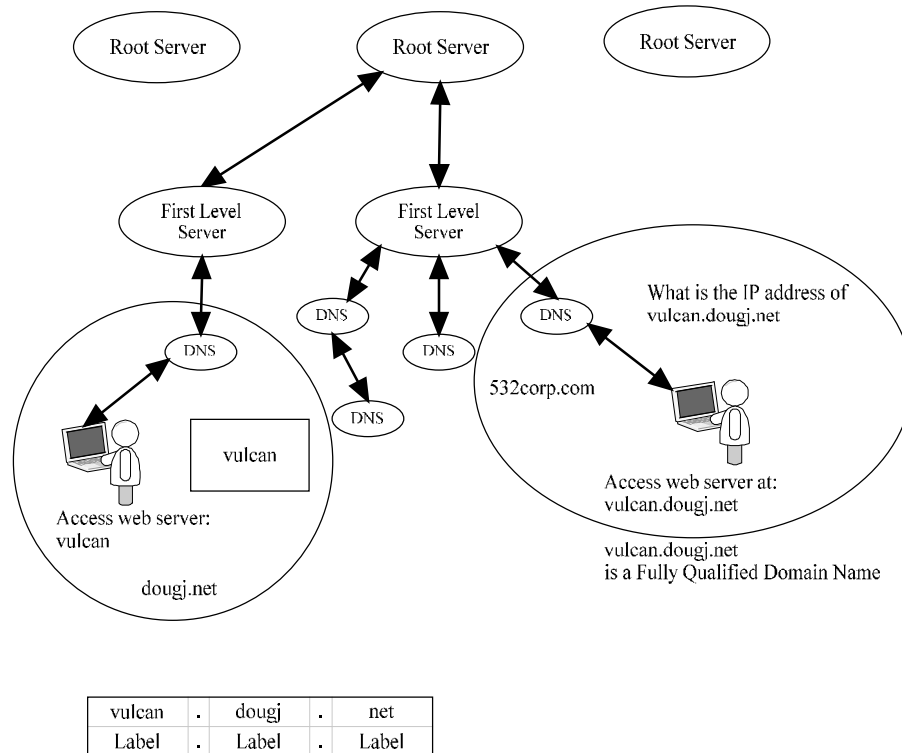 Root Server
Root Server
Root Server
First Level
Server
First Level
Server
DNS
DNS
DNS
DNS
DNS
What is the IP address of
vulcan.dougj.net
532corp.com
vulcan
Access web server:
vulcan
dougj.net
Access web server at:
vulcan.dougj.net
vulcan.dougj.net
is a Fully Qualified Domain Name
vulcan . dougj . net
Label . Label . Label